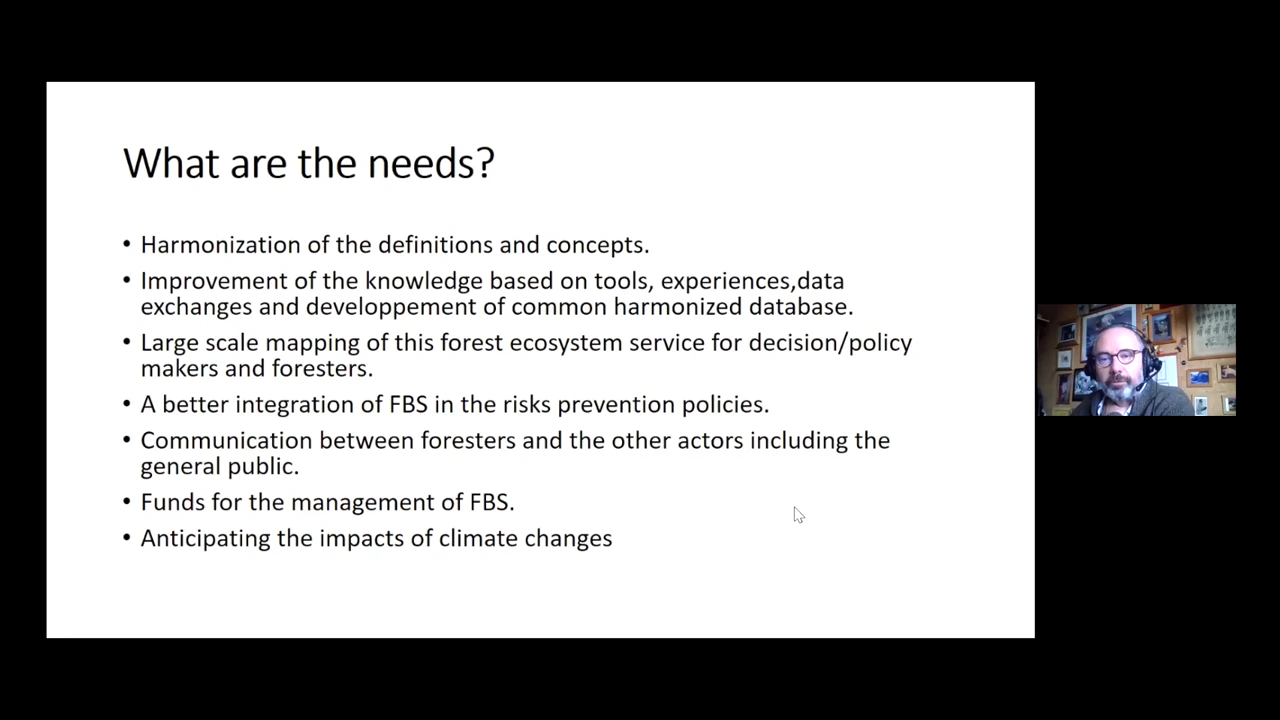 What are the needs?
• Harmonization of the definitions and concepts.
• Improvement of the knowledge based on tools, experiences,data
exchanges and developpement of common harmonized database.
• Large scale mapping of this forest ecosystem service for decision/policy
makers and foresters.
• A better integration of FBS in the risks prevention policies.
• Communication between foresters and the other actors including the
general public.
• Funds for the management of FBS.
• Anticipating the impacts of climate changes